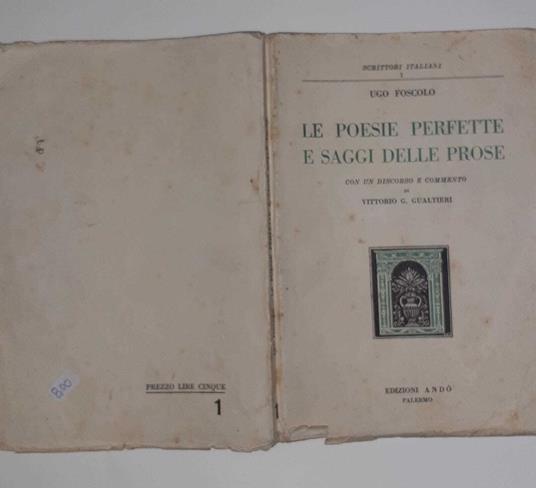 SCRITTORI ITALIANI
1
UGO FOSCOLO
LE POESIE PERFETTE
E SAGGI DELLE PROSE
CON UN DISCORSO E COMMENTO
DI
VITTORIO G. GUALTIERI
EDIZIONI ANDÒ
PALERMO
PREZZO LIRE CINQUE
1
1